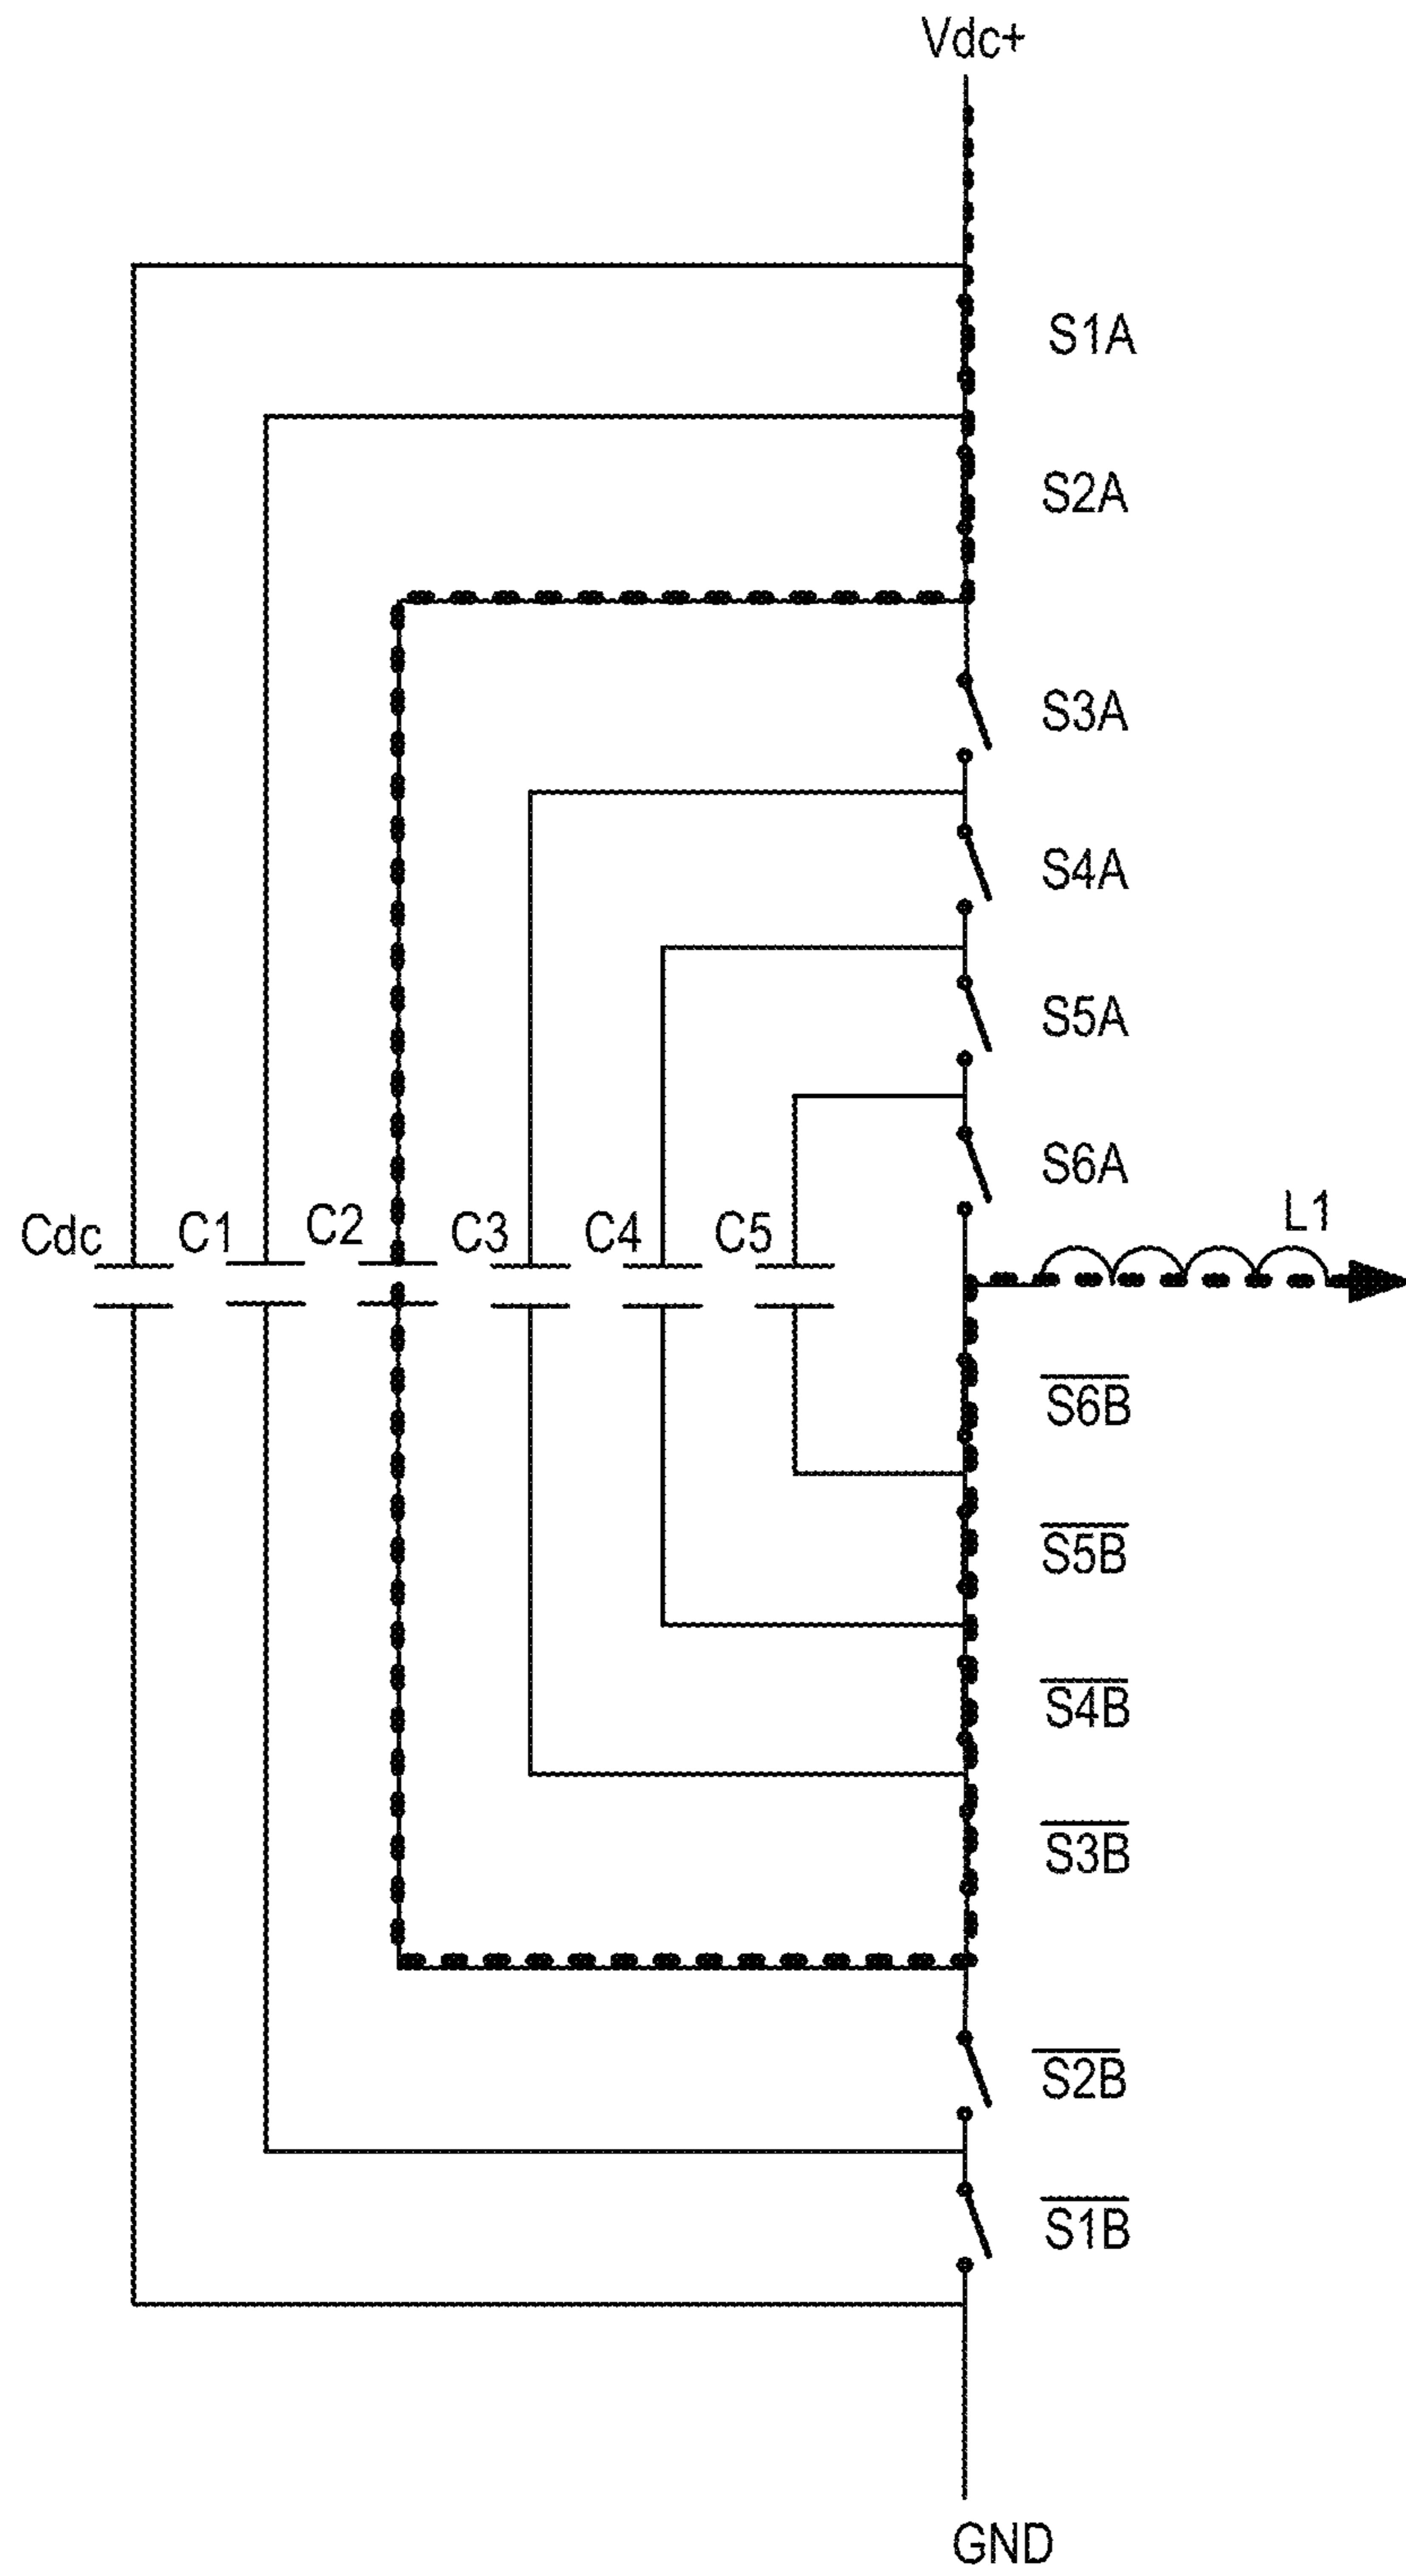 Vdc+
S1A
S2A
S3A
S4A
S5A
S6A
Cdc C1 C2 C3 C4 C5 L1
S6B
S5B
S4B
S3B
S2B
S1B
GND